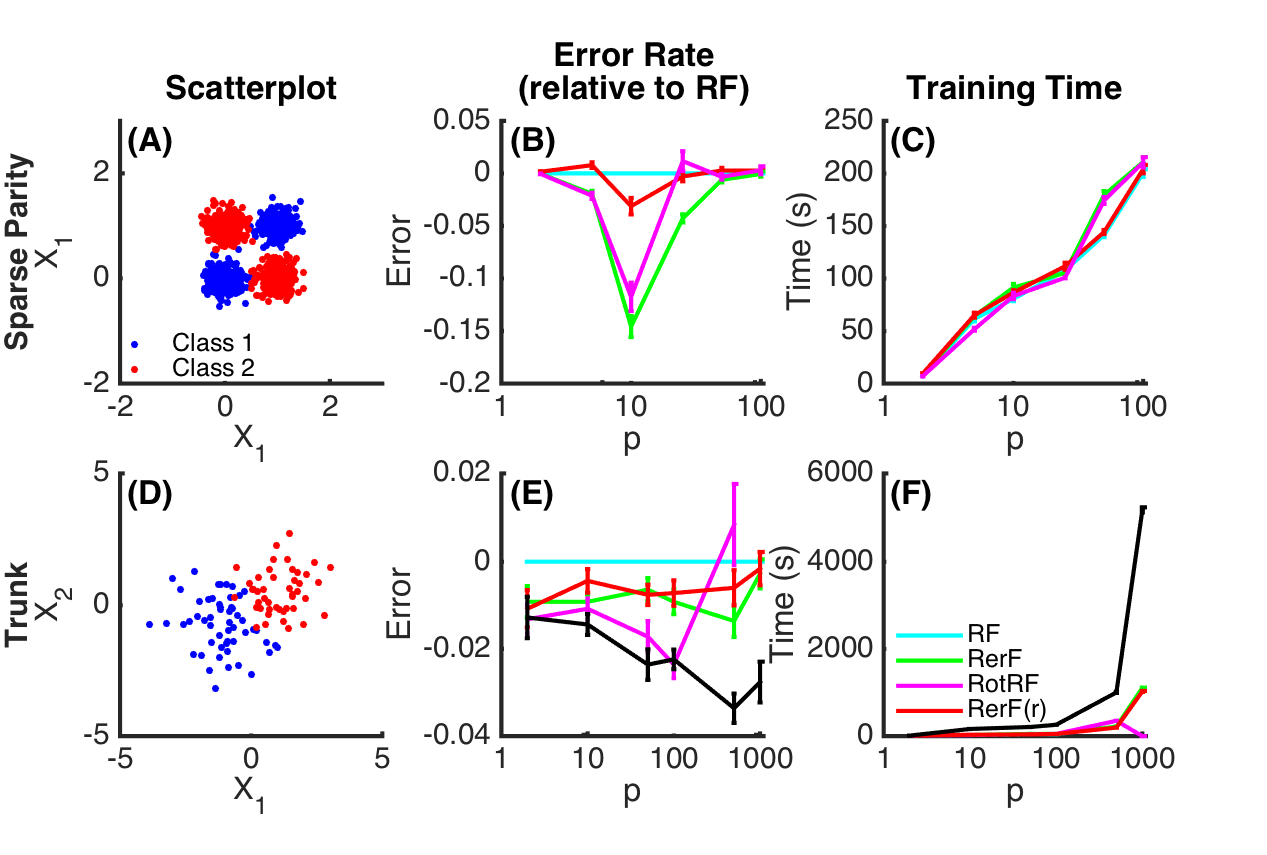 Scatterplot
Error Rate
(relative to RF)
Training Time
Sparse Parity
(A)
2
0
-2
X1
-2 0 2
X1
Class 1
Class 2
(B)
0.05
0
-0.05
-0.1
-0.15
-0.2
Error
1 10 100
p
(C)
250
200
150
100
50
0
Time (s)
1 10 100
p
Trunk
(D)
5
0
-5
X2
-5 0 5
X1
(E)
0.02
0
-0.02
-0.04
Error
1 10 100 1000
p
(F)
6000
4000
2000
0
Time (s)
RF
RerF
RotRF
RerF(r)
1 10 100 1000
p